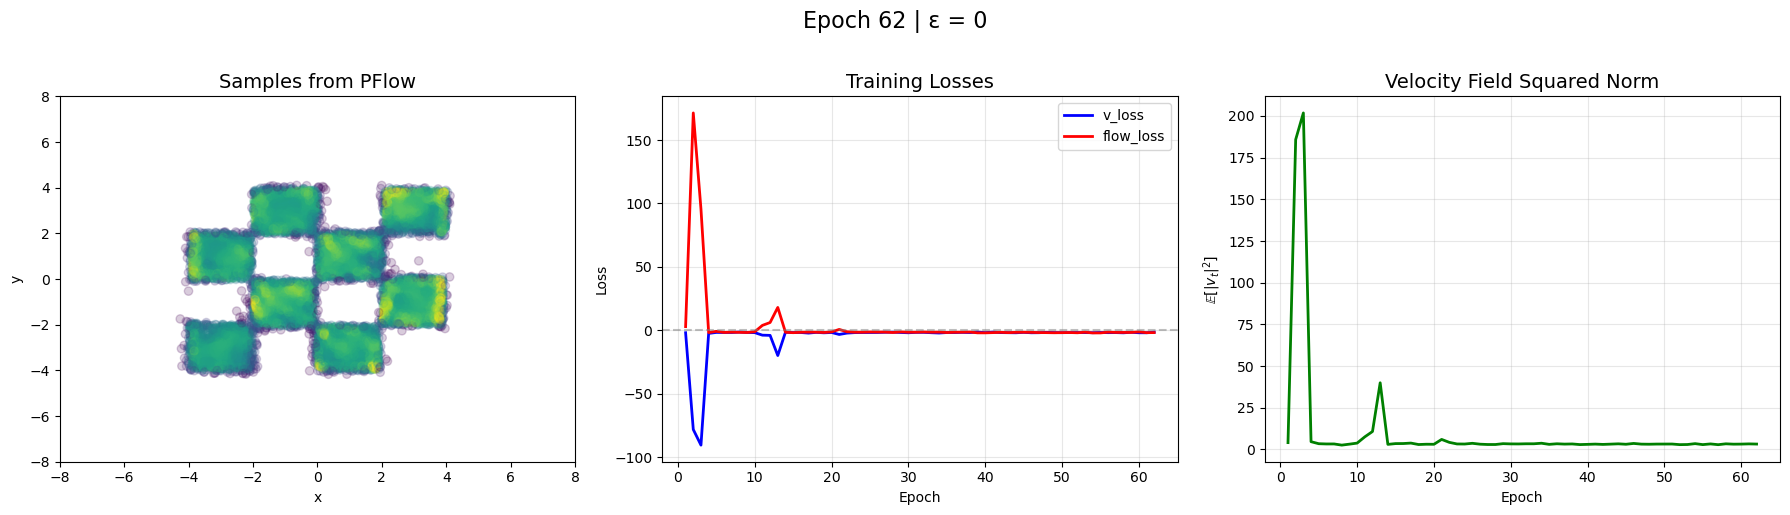 Epoch 62 | ε = 0
Samples from PFlow
8
6
4
2
0
−2
−4
−6
−8
y
−8 −6 −4 −2 0 2 4 6 8
x
Training Losses
v_loss
flow_loss
150
100
50
0
−50
−100
Loss
0 10 20 30 40 50 60
Epoch
Velocity Field Squared Norm
200
175
150
125
100
75
50
25
0
𝔼[|v_t|²]
0 10 20 30 40 50 60
Epoch